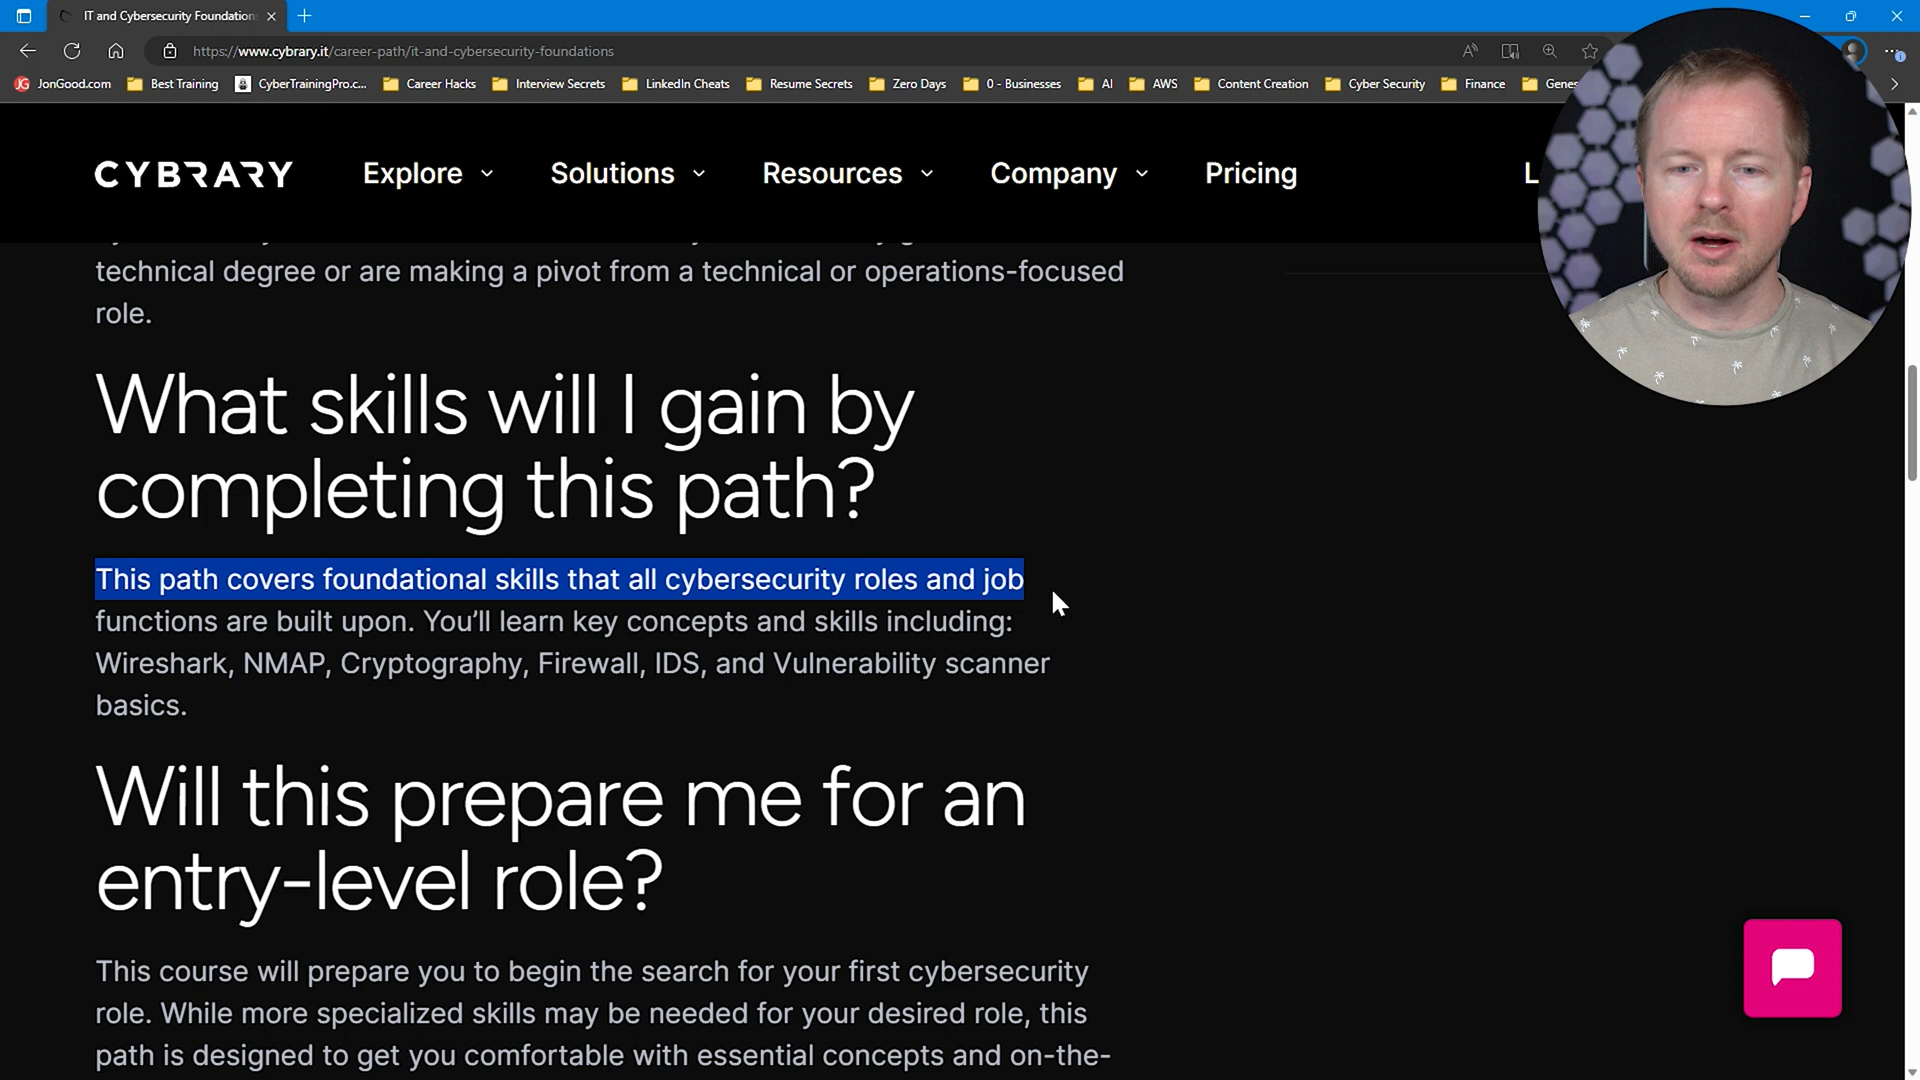 IT and Cybersecurity Foundation
https://www.cybrary.it/career-path/it-and-cybersecurity-foundations
JG JonGood.com Best Training CyberTrainingPro.c... Career Hacks Interview Secrets LinkedIn Cheats Resume Secrets Zero Days 0 - Businesses AI AWS Content Creation Cyber Security Finance Genes
CYBRARY Explore Solutions Resources Company Pricing L
technical degree or are making a pivot from a technical or operations-focused
role.
What skills will I gain by
completing this path?
This path covers foundational skills that all cybersecurity roles and job
functions are built upon. You’ll learn key concepts and skills including:
Wireshark, NMAP, Cryptography, Firewall, IDS, and Vulnerability scanner
basics.
Will this prepare me for an
entry-level role?
This course will prepare you to begin the search for your first cybersecurity
role. While more specialized skills may be needed for your desired role, this
path is designed to get you comfortable with essential concepts and on-the-